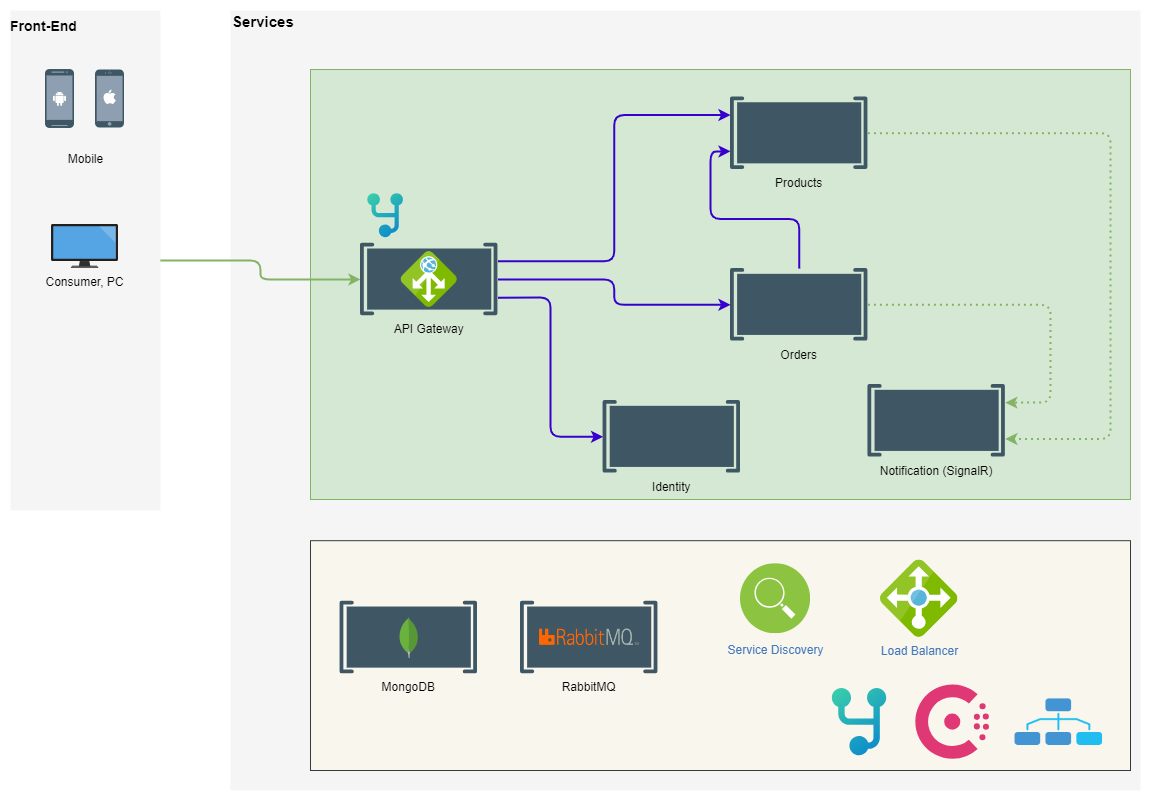 Front-End
Services
Mobile
Products
Consumer, PC
API Gateway
Orders
Notification (SignalR)
Identity
RabbitMQ
Service Discovery
Load Balancer
MongoDB
RabbitMQ